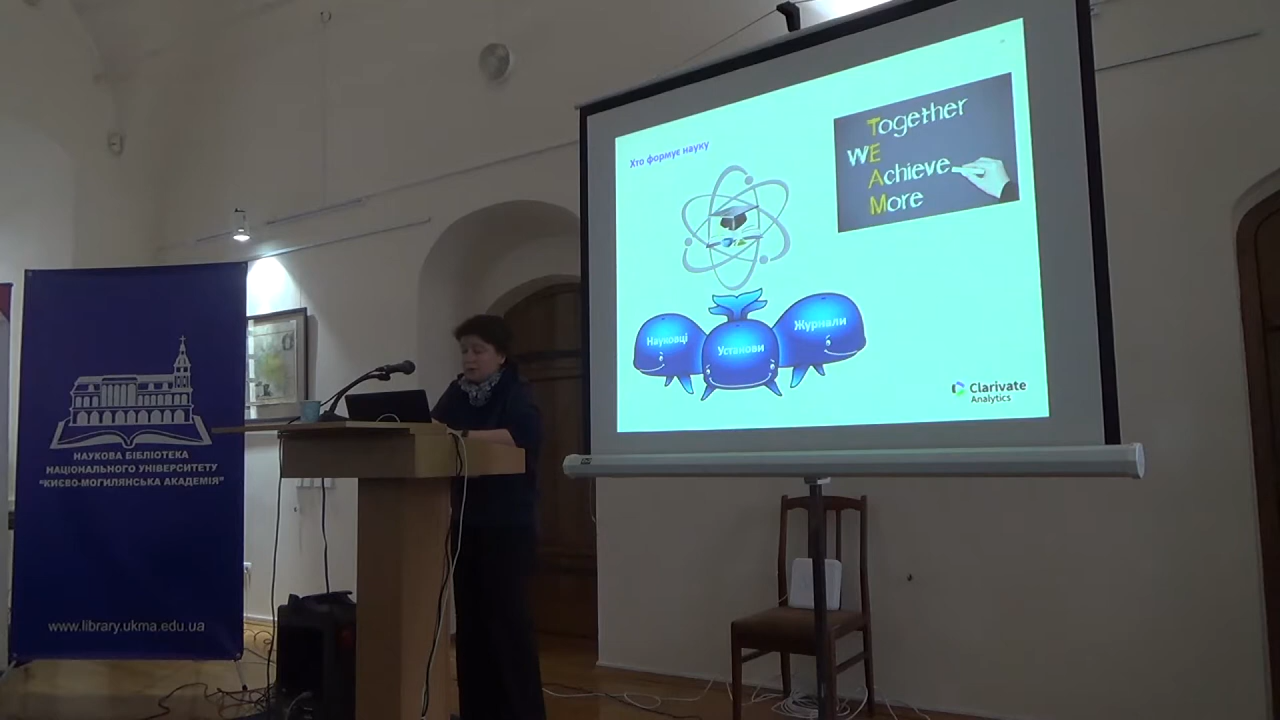 НАУКОВА БІБЛІОТЕКА
НАЦІОНАЛЬНОГО УНІВЕРСИТЕТУ
"КИЄВО-МОГИЛЯНСЬКА АКАДЕМІЯ"
www.library.ukma.edu.ua
Хто формує науку
Together
WE
Achieve
More
Науковці
Установи
Журнали
Clarivate
Analytics